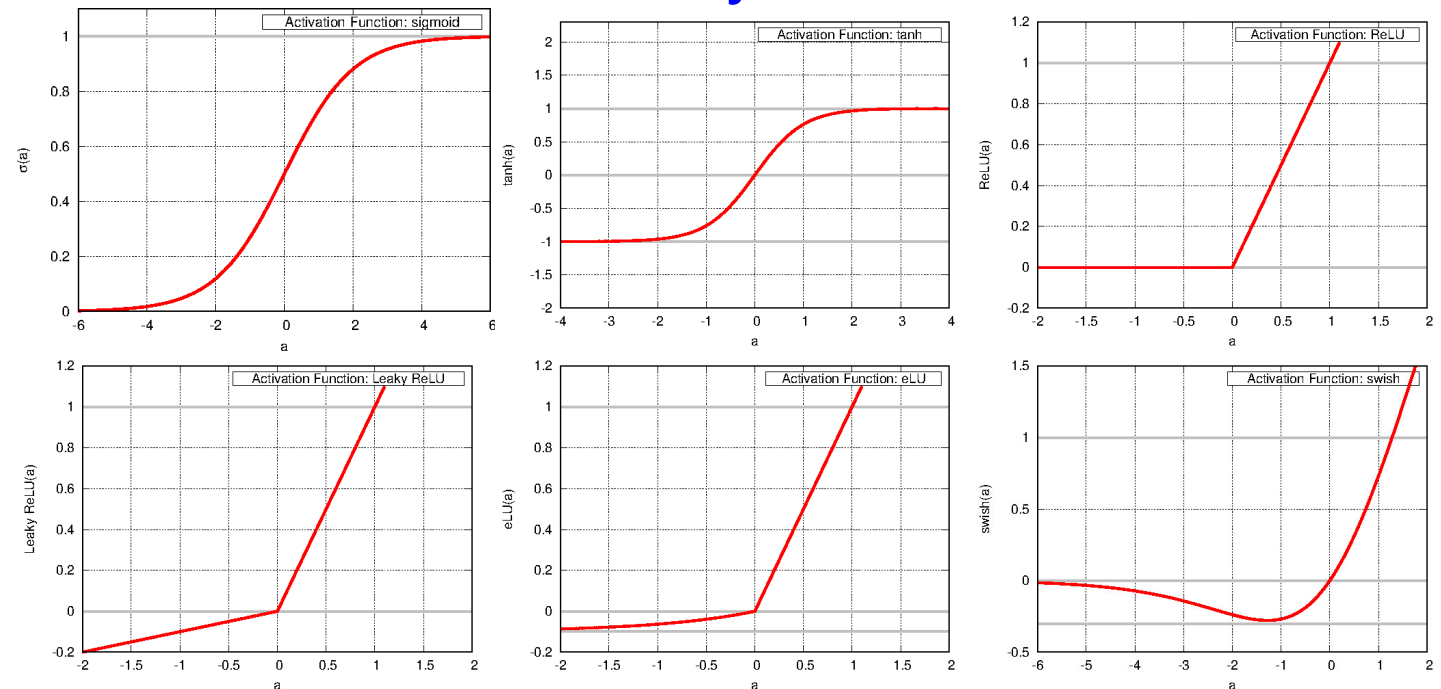 y
Activation Function: sigmoid
1
0.8
0.6
0.4
0.2
0
σ(a)
-6 -4 -2 0 2 4 6
a
Activation Function: tanh
2
1.5
1
0.5
0
-0.5
-1
-1.5
-2
tanh(a)
-4 -3 -2 -1 0 1 2 3 4
a
Activation Function: ReLU
1.2
1
0.8
0.6
0.4
0.2
0
-0.2
ReLU(a)
-2 -1.5 -1 -0.5 0 0.5 1 1.5 2
a
Activation Function: Leaky ReLU
1.2
1
0.8
0.6
0.4
0.2
0
-0.2
Leaky ReLU(a)
-2 -1.5 -1 -0.5 0 0.5 1 1.5 2
a
Activation Function: eLU
1.2
1
0.8
0.6
0.4
0.2
0
-0.2
eLU(a)
-2 -1.5 -1 -0.5 0 0.5 1 1.5 2
a
Activation Function: swish
1.5
1
0.5
0
-0.5
swish(a)
-6 -5 -4 -3 -2 -1 0 1 2
a